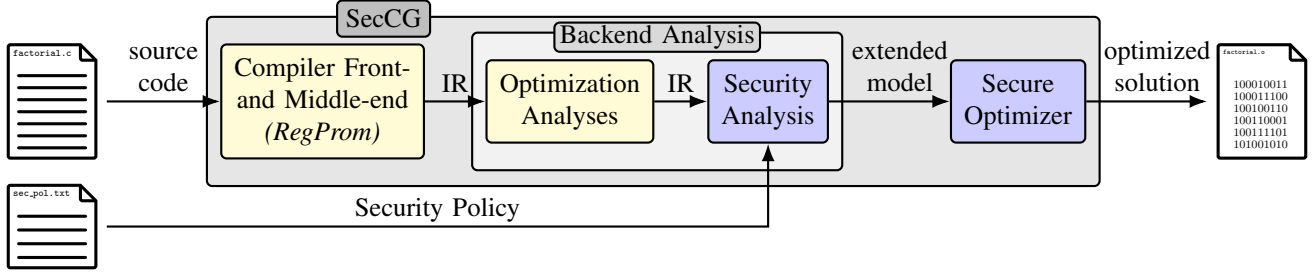 SecCG
factorial.c
source
code
Compiler Front-
and Middle-end
(RegProm)
IR
Backend Analysis
Optimization
Analyses
IR
Security
Analysis
extended
model
Secure
Optimizer
optimized
solution
factorial.o
100010011
100011100
100100110
100110001
100111101
101001010
sec_pol.txt
Security Policy